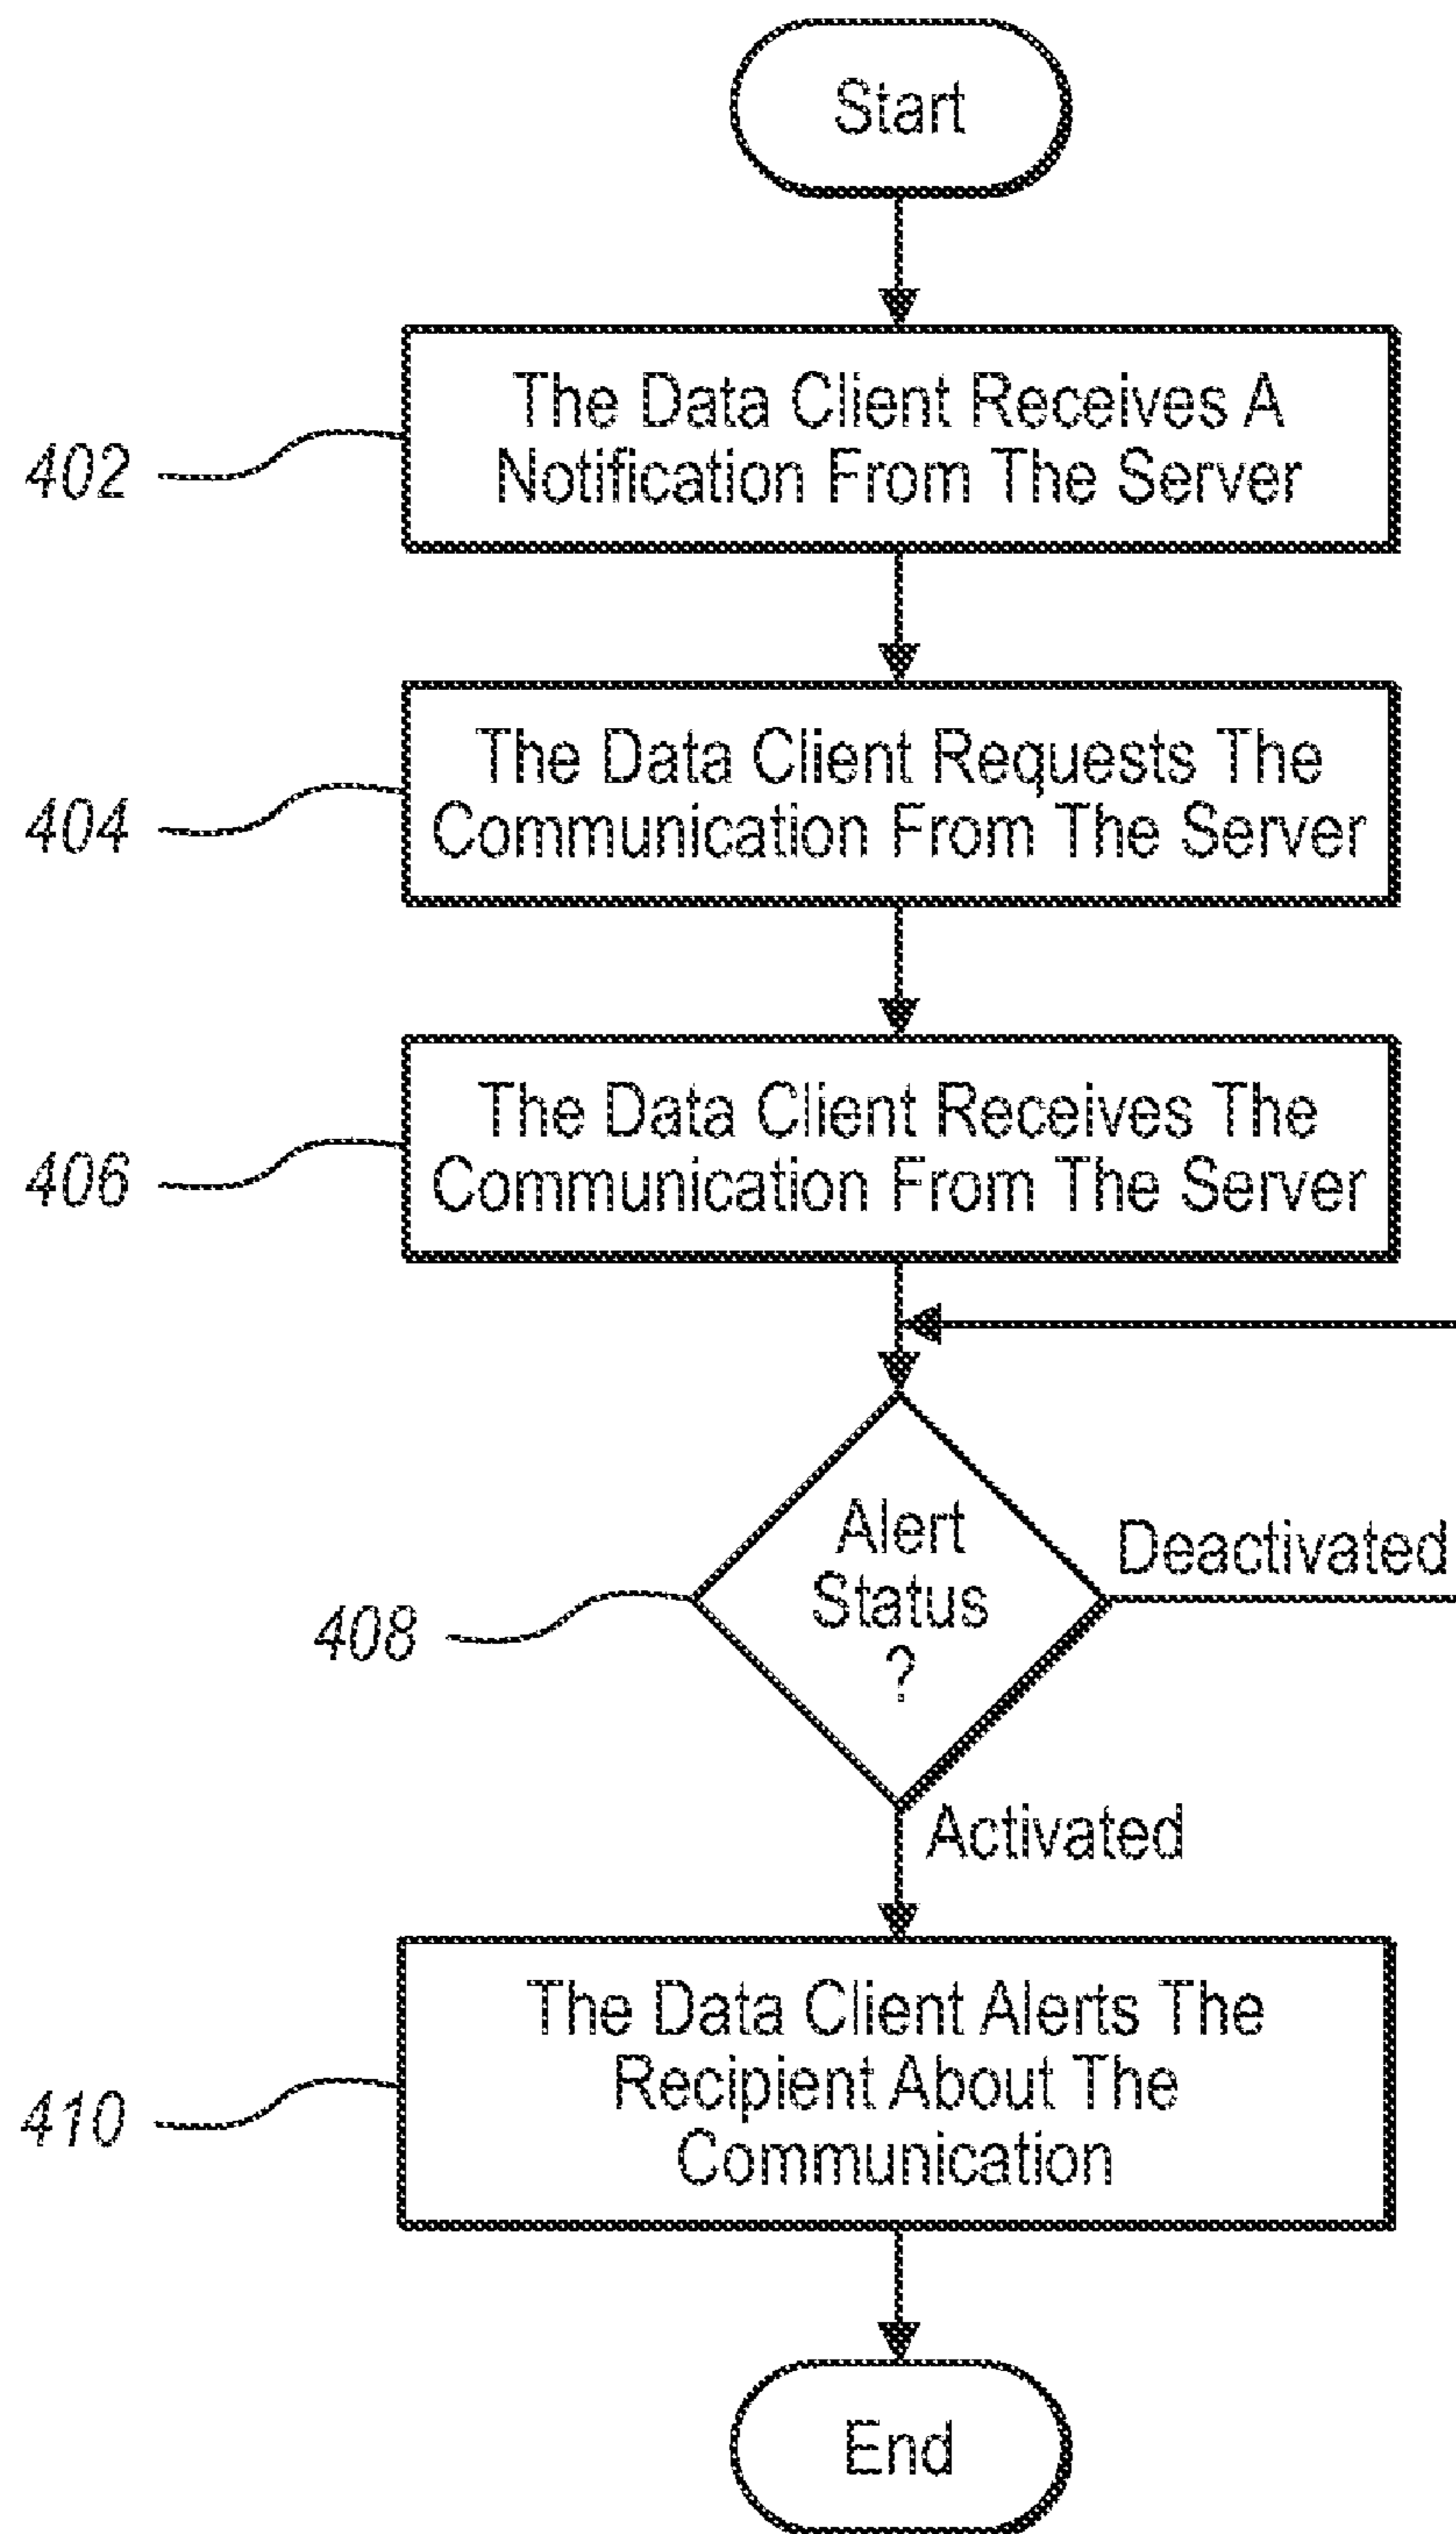 Start
402
The Data Client Receives A
Notification From The Server
404
The Data Client Requests The
Communication From The Server
406
The Data Client Receives The
Communication From The Server
408
Alert
Status
?
Deactivated
Activated
410
The Data Client Alerts The
Recipient About The
Communication
End